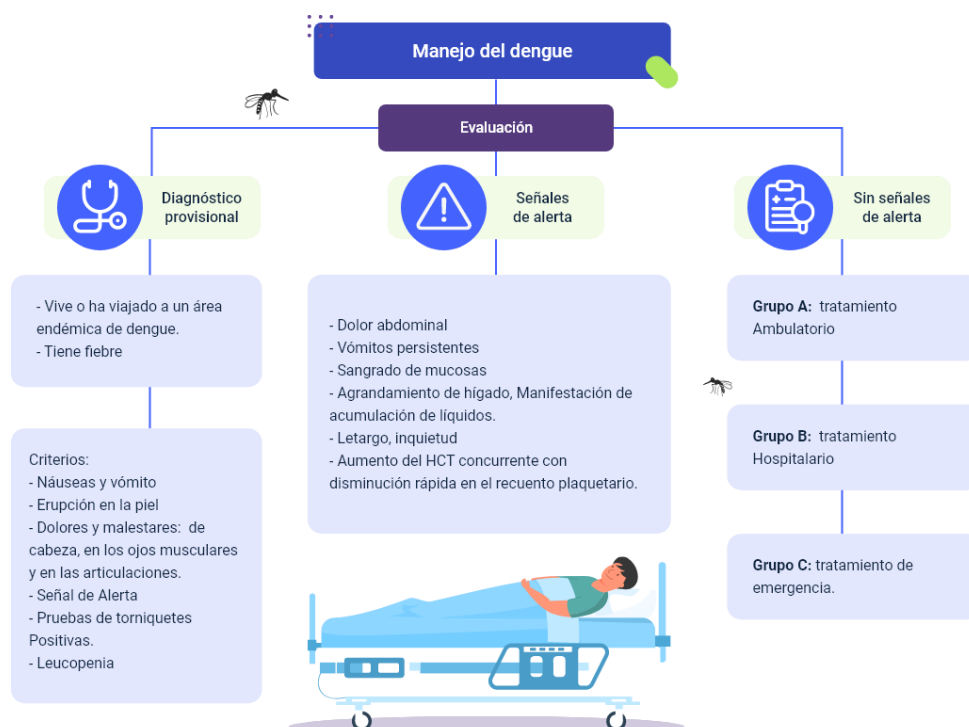 Manejo del dengue
Evaluación
Diagnóstico
provisional
- Vive o ha viajado a un área
endémica de dengue.
- Tiene fiebre
Criterios:
- Náuseas y vómito
- Erupción en la piel
- Dolores y malestares: de
cabeza, en los ojos musculares
y en las articulaciones.
- Señal de Alerta
- Pruebas de torniquetes
Positivas.
- Leucopenia
Señales
de alerta
- Dolor abdominal
- Vómitos persistentes
- Sangrado de mucosas
- Agrandamiento de hígado, Manifestación de
acumulación de líquidos.
- Letargo, inquietud
- Aumento del HCT concurrente con
disminución rápida en el recuento plaquetario.
Sin señales
de alerta
Grupo A: tratamiento
Ambulatorio
Grupo B: tratamiento
Hospitalario
Grupo C: tratamiento de
emergencia.